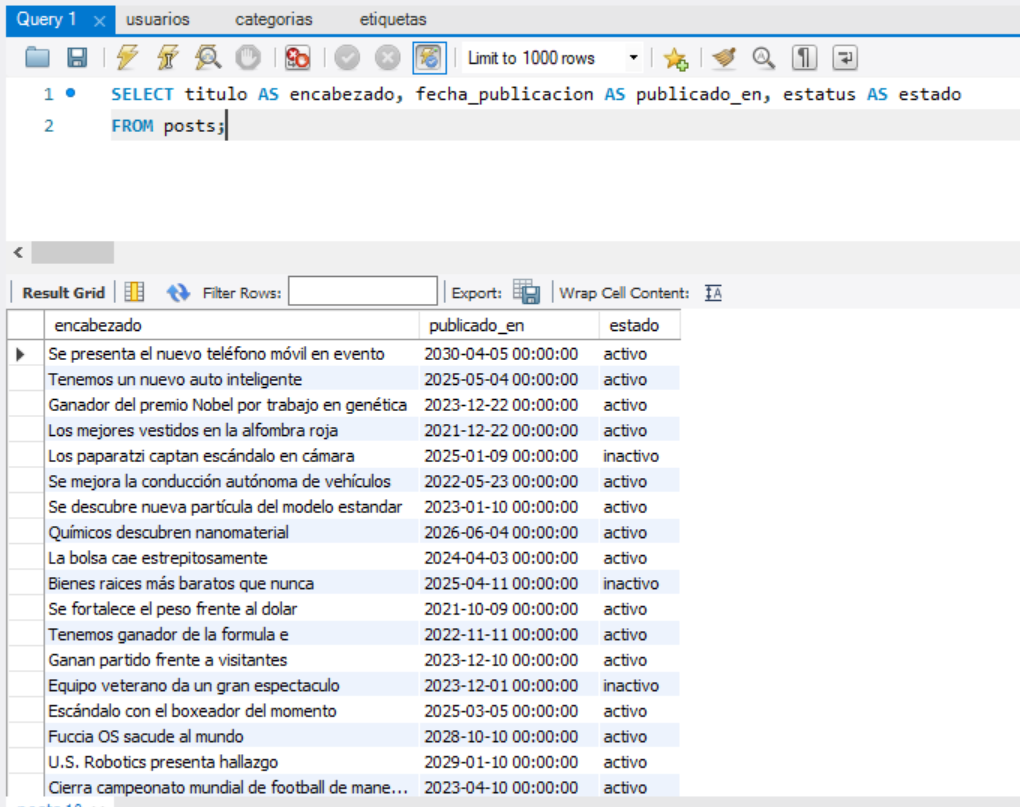 Query 1 usuarios categorias etiquetas
Limit to 1000 rows
1 SELECT titulo AS encabezado, fecha_publicacion AS publicado_en, estatus AS estado
2 FROM posts;
Result Grid Filter Rows: Export: Wrap Cell Content:
encabezado publicado_en estado
Se presenta el nuevo teléfono móvil en evento 2030-04-05 00:00:00 activo
Tenemos un nuevo auto inteligente 2025-05-04 00:00:00 activo
Ganador del premio Nobel por trabajo en genética 2023-12-22 00:00:00 activo
Los mejores vestidos en la alfombra roja 2021-12-22 00:00:00 activo
Los paparatzi captan escándalo en cámara 2025-01-09 00:00:00 inactivo
Se mejora la conducción autónoma de vehículos 2022-05-23 00:00:00 activo
Se descubre nueva partícula del modelo estandar 2023-01-10 00:00:00 activo
Químicos descubren nanomaterial 2026-06-04 00:00:00 activo
La bolsa cae estrepitosamente 2024-04-03 00:00:00 activo
Bienes raices más baratos que nunca 2025-04-11 00:00:00 inactivo
Se fortalece el peso frente al dolar 2021-10-09 00:00:00 activo
Tenemos ganador de la formula e 2022-11-11 00:00:00 activo
Ganan partido frente a visitantes 2023-12-10 00:00:00 activo
Equipo veterano da un gran espectaculo 2023-12-01 00:00:00 inactivo
Escándalo con el boxeador del momento 2025-03-05 00:00:00 activo
Fuccia OS sacude al mundo 2028-10-10 00:00:00 activo
U.S. Robotics presenta hallazgo 2029-01-10 00:00:00 activo
Cierra campeonato mundial de football de mane... 2023-04-10 00:00:00 activo